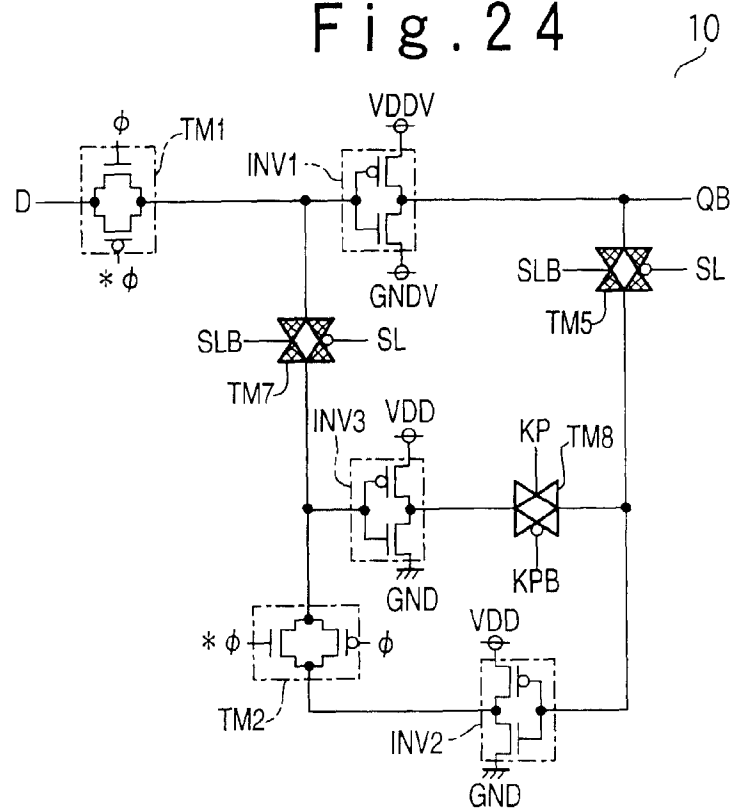 Fig.24
10
VDDV
ϕ
TM1
INV1
D
QB
*ϕ
GNDV
SLB
SL
TM5
SLB
SL
TM7
VDD
INV3
KP
TM8
GND
KPB
*ϕ
ϕ
VDD
TM2
INV2
GND